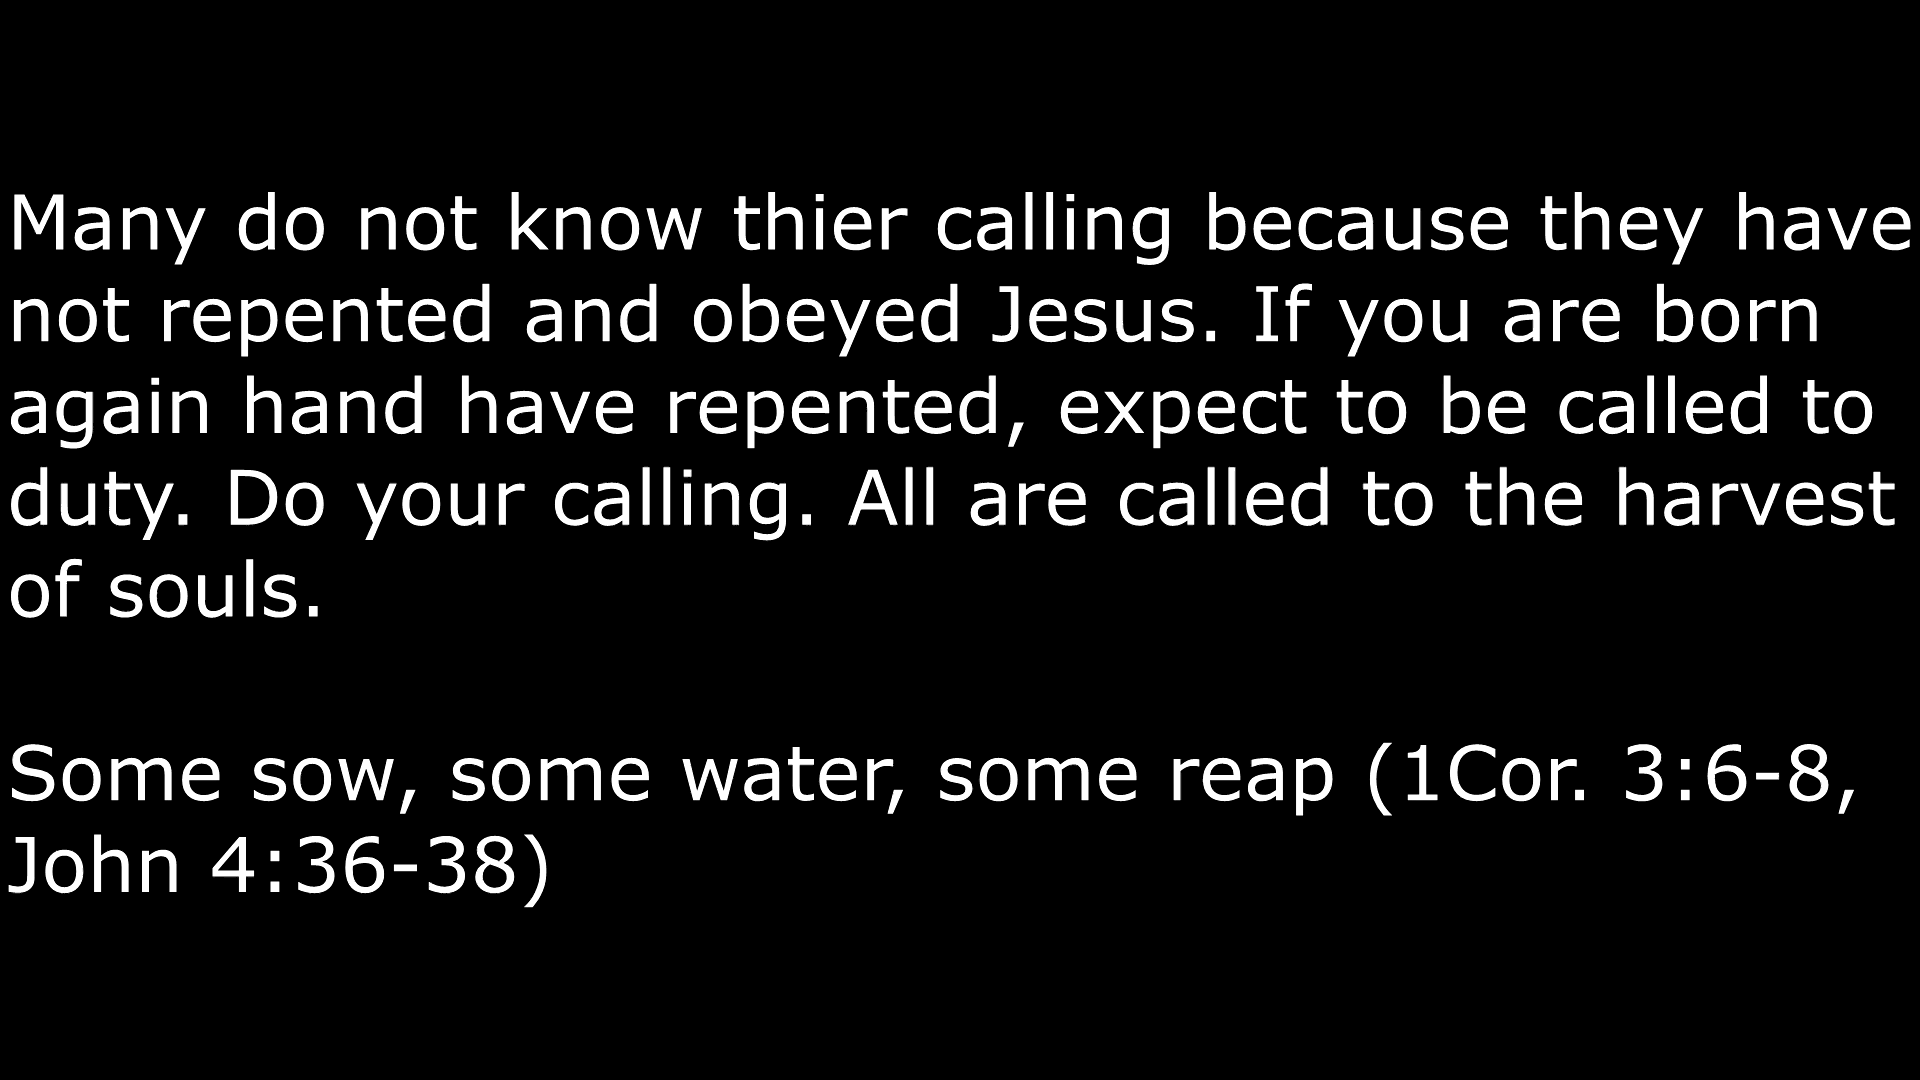 Many do not know thier calling because they have
not repented and obeyed Jesus. If you are born
again hand have repented, expect to be called to
duty. Do your calling. All are called to the harvest
of souls.
Some sow, some water, some reap (1Cor. 3:6-8,
John 4:36-38)